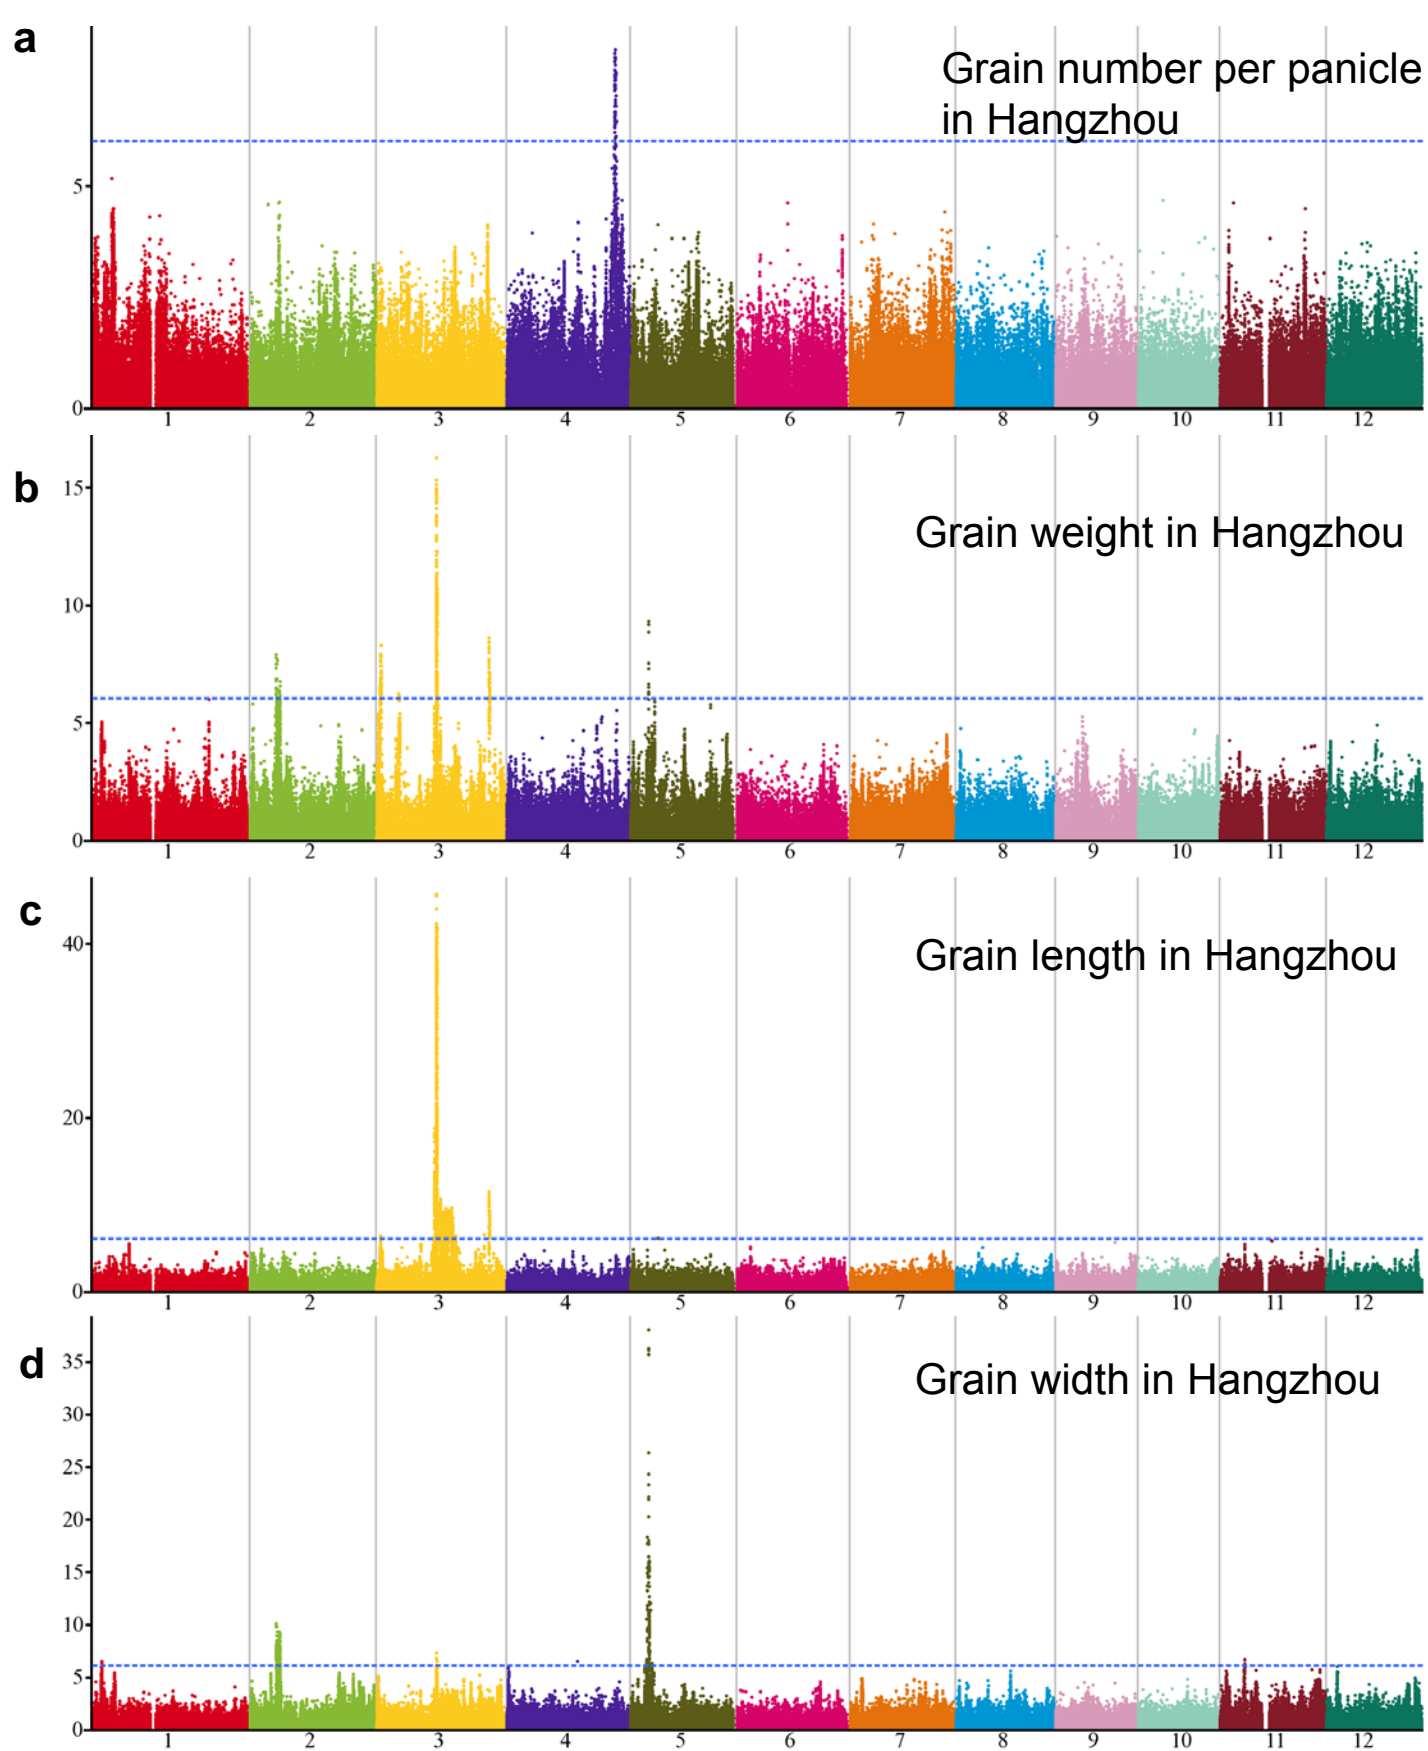 a
Grain number per panicle
in Hangzhou
5
0
1 2 3 4 5 6 7 8 9 10 11 12
b
15
Grain weight in Hangzhou
10
5
0
1 2 3 4 5 6 7 8 9 10 11 12
c
40
Grain length in Hangzhou
20
0
1 2 3 4 5 6 7 8 9 10 11 12
d
35
Grain width in Hangzhou
30
25
20
15
10
5
0
1 2 3 4 5 6 7 8 9 10 11 12